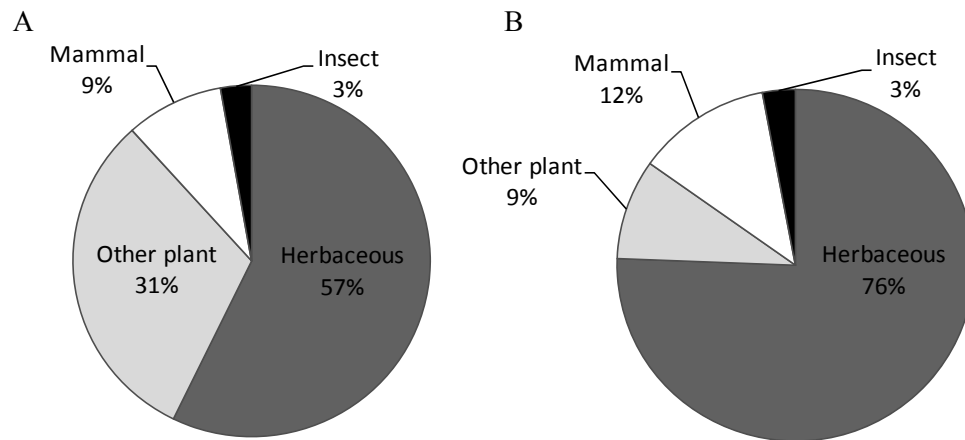 A
Mammal
9%
Insect
3%
Other plant
31%
Herbaceous
57%
B
Mammal
12%
Insect
3%
Other plant
9%
Herbaceous
76%